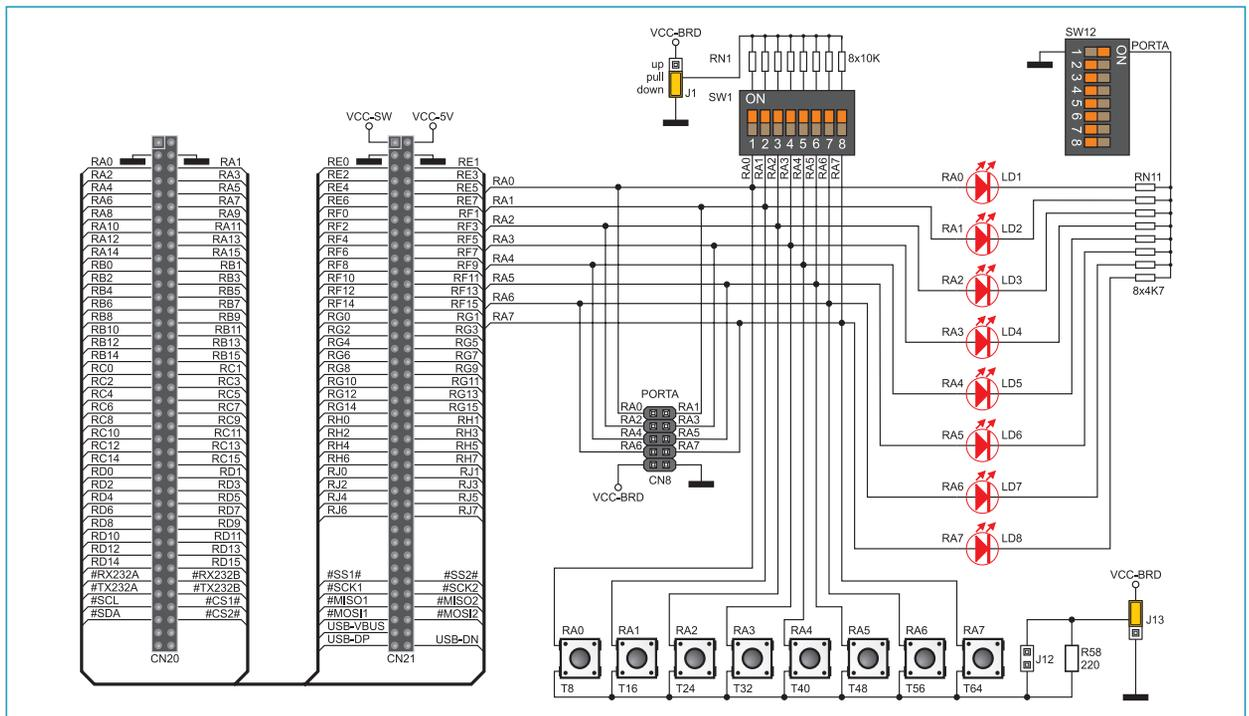 VCC-BRD
up
pull
down
J1
RN1
8x10K
SW1
ON
1 2 3 4 5 6 7 8
RA0 RA1 RA2 RA3 RA4 RA5 RA6 RA7
SW12
PORTA
ON
1
2
3
4
5
6
7
8
VCC-SW
VCC-5V
RA0 RA1
RA2 RA3
RA4 RA5
RA6 RA7
RA8 RA9
RA10 RA11
RA12 RA13
RA14 RA15
RB0 RB1
RB2 RB3
RB4 RB5
RB6 RB7
RB8 RB9
RB10 RB11
RB12 RB13
RB14 RB15
RC0 RC1
RC2 RC3
RC4 RC5
RC6 RC7
RC8 RC9
RC10 RC11
RC12 RC13
RC14 RC15
RD0 RD1
RD2 RD3
RD4 RD5
RD6 RD7
RD8 RD9
RD10 RD11
RD12 RD13
RD14 RD15
#RX232A #RX232B
#TX232A #TX232B
#SCL #CS1#
#SDA #CS2#
CN20
RE0 RE1
RE2 RE3
RE4 RE5
RE6 RE7
RF0 RF1
RF2 RF3
RF4 RF5
RF6 RF7
RF8 RF9
RF10 RF11
RF12 RF13
RF14 RF15
RG0 RG1
RG2 RG3
RG4 RG5
RG6 RG7
RG8 RG9
RG10 RG11
RG12 RG13
RG14 RG15
RH0 RH1
RH2 RH3
RH4 RH5
RH6 RH7
RJ0 RJ1
RJ2 RJ3
RJ4 RJ5
RJ6 RJ7
#SS1# #SS2#
#SCK1 #SCK2
#MISO1 #MISO2
#MOSI1 #MOSI2
USB-VBUS
USB-DP USB-DN
CN21
RA0
RA1
RA2
RA3
RA4
RA5
RA6
RA7
PORTA
RA0 RA1
RA2 RA3
RA4 RA5
RA6 RA7
CN8
VCC-BRD
RA0 LD1
RA1 LD2
RA2 LD3
RA3 LD4
RA4 LD5
RA5 LD6
RA6 LD7
RA7 LD8
RN11
8x4K7
RA0 RA1 RA2 RA3 RA4 RA5 RA6 RA7
T8 T16 T24 T32 T40 T48 T56 T64
J12
R58
220
VCC-BRD
J13